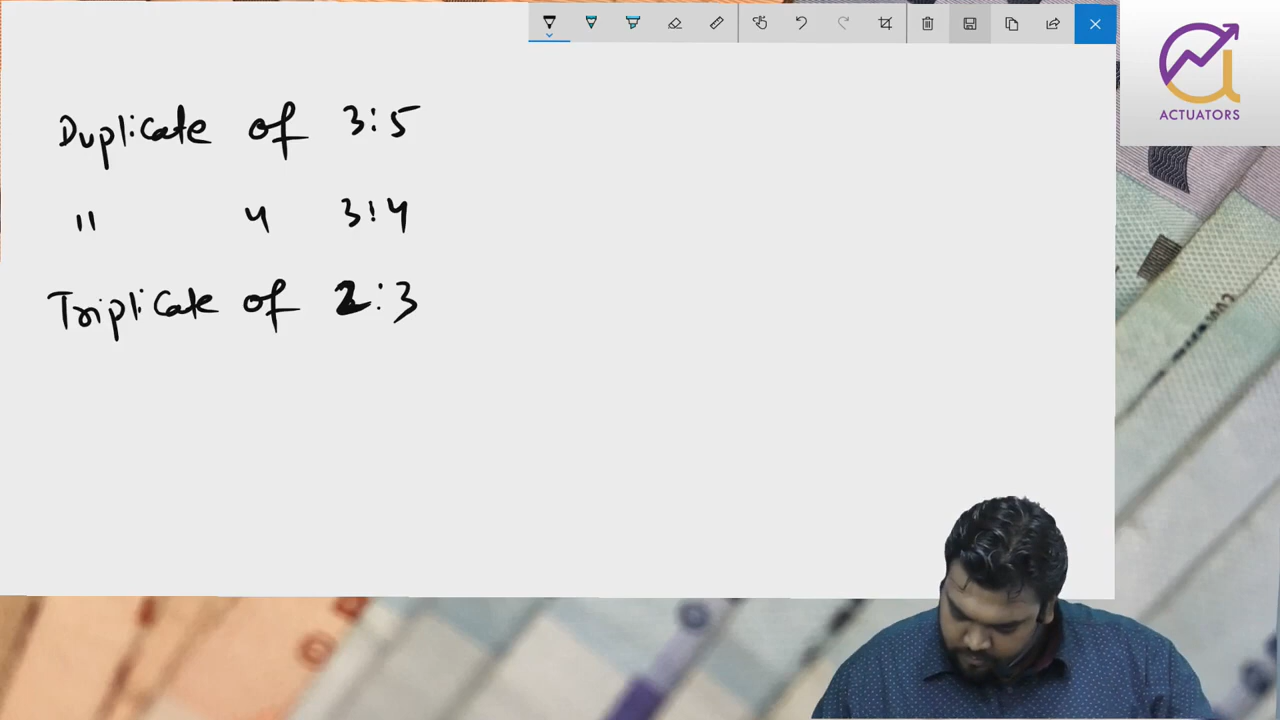 ACTUATORS
Duplicate of 3:5
" " 3:4
Triplicate of 2:3